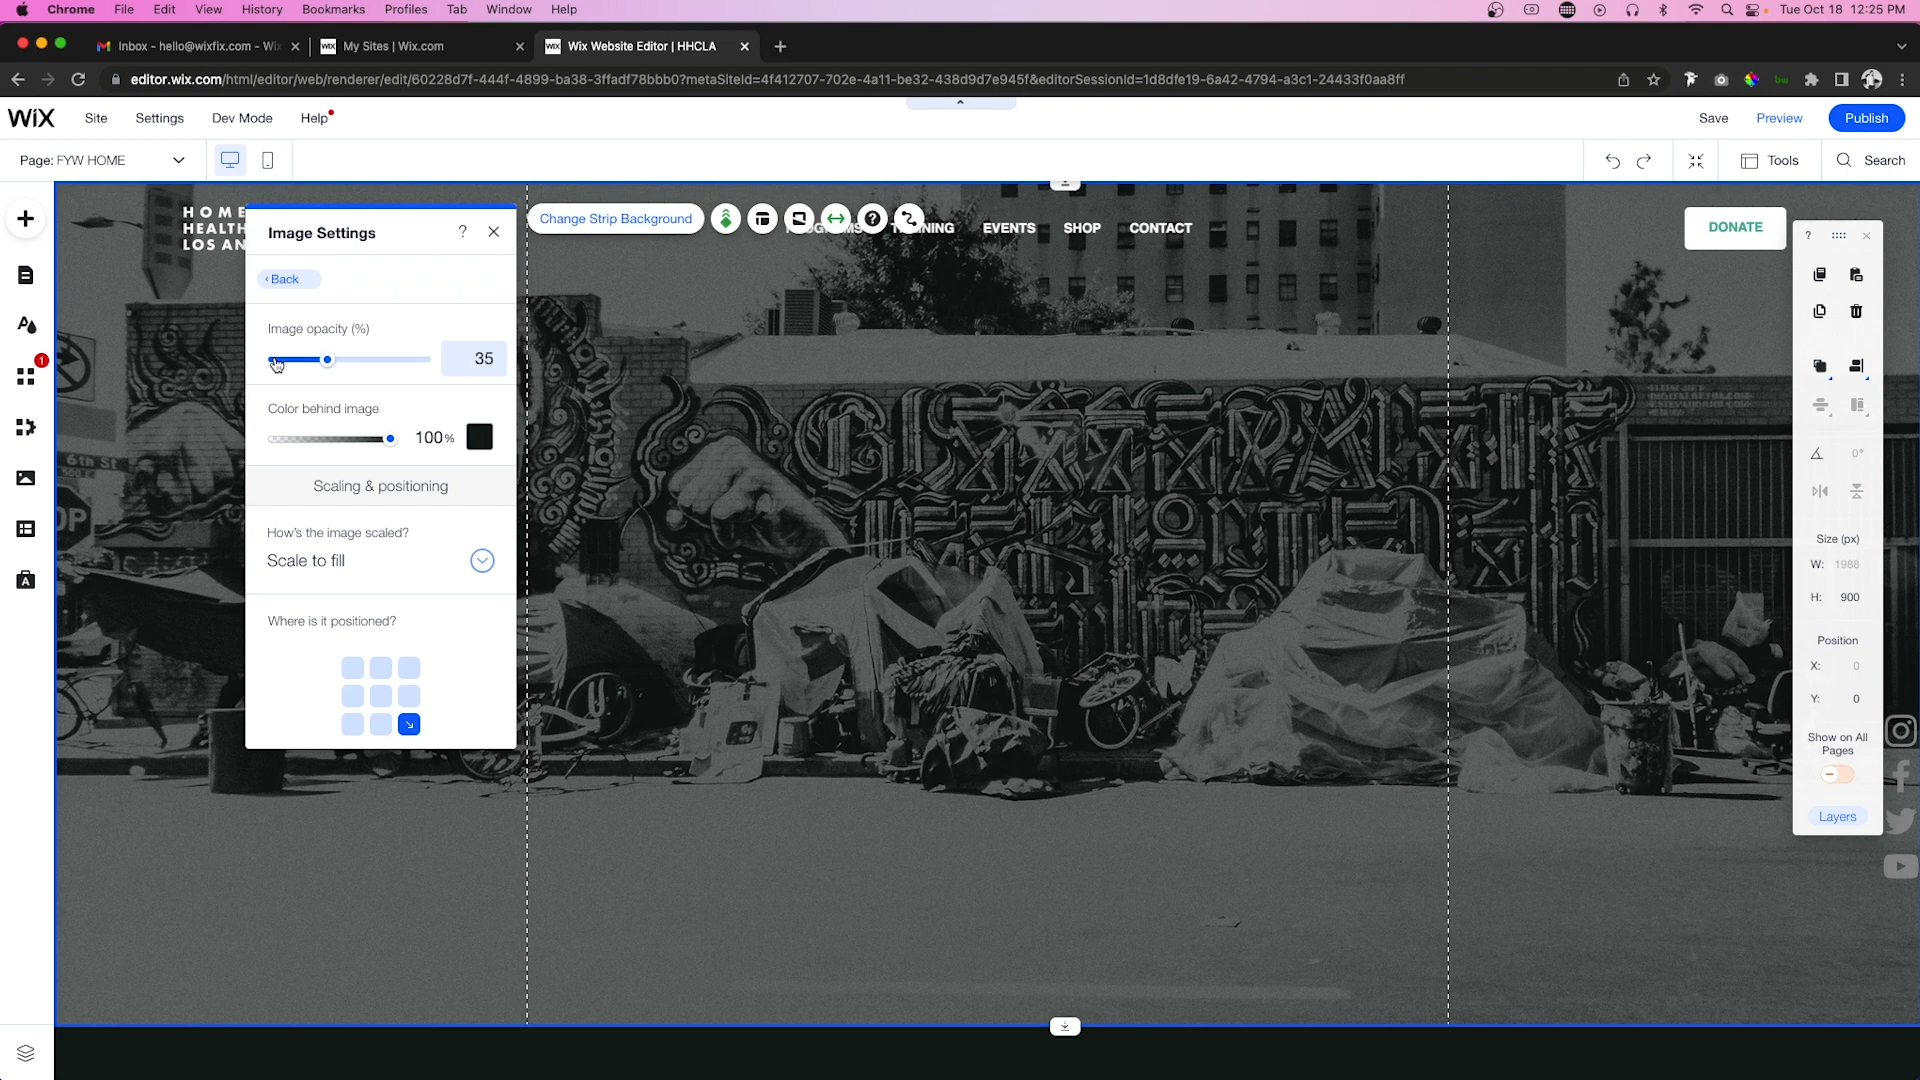 Chrome File Edit View History Bookmarks Profiles Tab Window Help Tue Oct 18 12:25 PM
Inbox - hello@wixfix.com - Wi WIX My Sites | Wix.com WIX Wix Website Editor | HHCLA
editor.wix.com/html/editor/web/renderer/edit/60228d7f-444f-4899-ba38-3ffadf78bbb0?metaSiteId=4f412707-702e-4a11-be32-438d9d7e945f&editorSessionId=1d8dfe19-6a42-4794-a3c1-24433f0aa8ff
WiX Site Settings Dev Mode Help Save Preview Publish
Page: FYW HOME Tools Search
HOME
HEALTH
LOS AN
Image Settings ?
‹ Back
Image opacity (%)
35
Color behind image
100%
Scaling & positioning
How's the image scaled?
Scale to fill
Where is it positioned?
Change Strip Background
EVENTS SHOP CONTACT
DONATE
1
?
0°
Size (px)
W: 1988
H: 900
Position
X: 0
Y: 0
Show on All
Pages
Layers
6th St